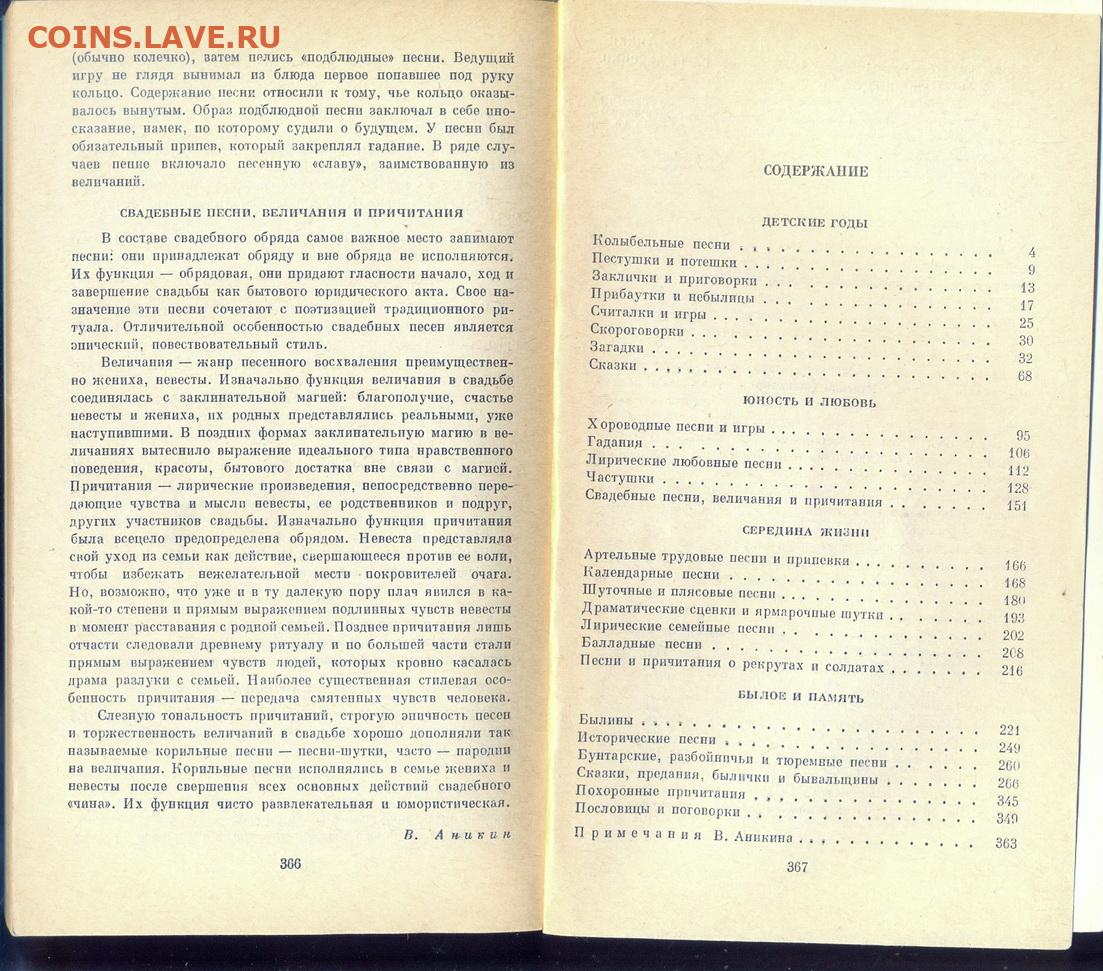 COINS.LAVE.RU
(обычно колечко), затем пелись «подблюдные» песни. Ведущий
игру не глядя вынимал из блюда первое попавшее под руку
кольцо. Содержание песни относили к тому, чье кольцо оказы-
валось вынутым. Образ подблюдной песни заключал в себе ино-
сказание, намек, по которому судили о будущем. У песни был
обязательный припев, который закреплял гадание. В ряде слу-
чаев пение включало песенную «славу», заимствованную из
величаний.
СВАДЕБНЫЕ ПЕСНИ, ВЕЛИЧАНИЯ И ПРИЧИТАНИЯ
В составе свадебного обряда самое важное место занимают
песни: они принадлежат обряду и вне обряда не исполняются.
Их функция — обрядовая, они придают гласности начало, ход и
завершение свадьбы как бытового юридического акта. Свое на-
значение эти песни сочетают с поэтизацией традиционного ри-
туала. Отличительной особенностью свадебных песен является
эпический, повествовательный стиль.
Величания — жанр песенного восхваления преимуществен-
но жениха, невесты. Изначально функция величания в свадьбе
соединялась с заклинательной магией: благополучие, счастье
невесты и жениха, их родных представлялись реальными, уже
наступившими. В поздних формах заклинательную магию в ве-
личаниях вытеснило выражение идеального типа нравственного
поведения, красоты, бытового достатка вне связи с магией.
Причитания — лирические произведения, непосредственно пере-
дающие чувства и мысли невесты, ее родственников и подруг,
других участников свадьбы. Изначально функция причитания
была всецело предопределена обрядом. Невеста представляла
свой уход из семьи как действие, свершающееся против ее воли,
чтобы избежать нежелательной мести покровителей очага.
Но, возможно, что уже и в ту далекую пору плач явился в ка-
кой-то степени и прямым выражением подлинных чувств невесты
в момент расставания с родной семьей. Позднее причитания лишь
отчасти следовали древнему ритуалу и по большей части стали
прямым выражением чувств людей, которых кровно касалась
драма разлуки с семьей. Наиболее существенная стилевая осо-
бенность причитания — передача смятенных чувств человека.
Слезную тональность причитаний, строгую эпичность песен
и торжественность величаний в свадьбе хорошо дополняли так
называемые корильные песни — песни-шутки, часто — пародии
на величания. Корильные песни исполнялись в семье жениха и
невесты после свершения всех основных действий свадебного
«чина». Их функция чисто развлекательная и юмористическая.
В. Аникин
366
СОДЕРЖАНИЕ
ДЕТСКИЕ ГОДЫ
Колыбельные песни . . . . . . . . . . . . . . 4
Пестушки и потешки . . . . . . . . . . . . . . 9
Заклички и приговорки . . . . . . . . . . . . . 13
Прибаутки и небылицы . . . . . . . . . . . . . 17
Считалки и игры . . . . . . . . . . . . . . . . 25
Скороговорки . . . . . . . . . . . . . . . . . 30
Загадки . . . . . . . . . . . . . . . . . . . 32
Сказки . . . . . . . . . . . . . . . . . . . . 68
ЮНОСТЬ И ЛЮБОВЬ
Хороводные песни и игры . . . . . . . . . . . . 95
Гадания . . . . . . . . . . . . . . . . . . . 106
Лирические любовные песни . . . . . . . . . . . 112
Частушки . . . . . . . . . . . . . . . . . . . 128
Свадебные песни, величания и причитания . . . . . . 151
СЕРЕДИНА ЖИЗНИ
Артельные трудовые песни и припевки . . . . . . . . 166
Календарные песни . . . . . . . . . . . . . . . 168
Шуточные и плясовые песни . . . . . . . . . . . . 180
Драматические сценки и ярмарочные шутки . . . . . . 193
Лирические семейные песни . . . . . . . . . . . . 202
Балладные песни . . . . . . . . . . . . . . . . 208
Песни и причитания о рекрутах и солдатах . . . . . . . 216
БЫЛОЕ И ПАМЯТЬ
Былины . . . . . . . . . . . . . . . . . . . . 221
Исторические песни . . . . . . . . . . . . . . . 249
Бунтарские, разбойничьи и тюремные песни . . . . . . 260
Сказки, предания, былички и бывальщины . . . . . . 266
Похоронные причитания . . . . . . . . . . . . . 345
Пословицы и поговорки . . . . . . . . . . . . . 349
Примечания В. Аникина . . . . . . . . . . . 363
367